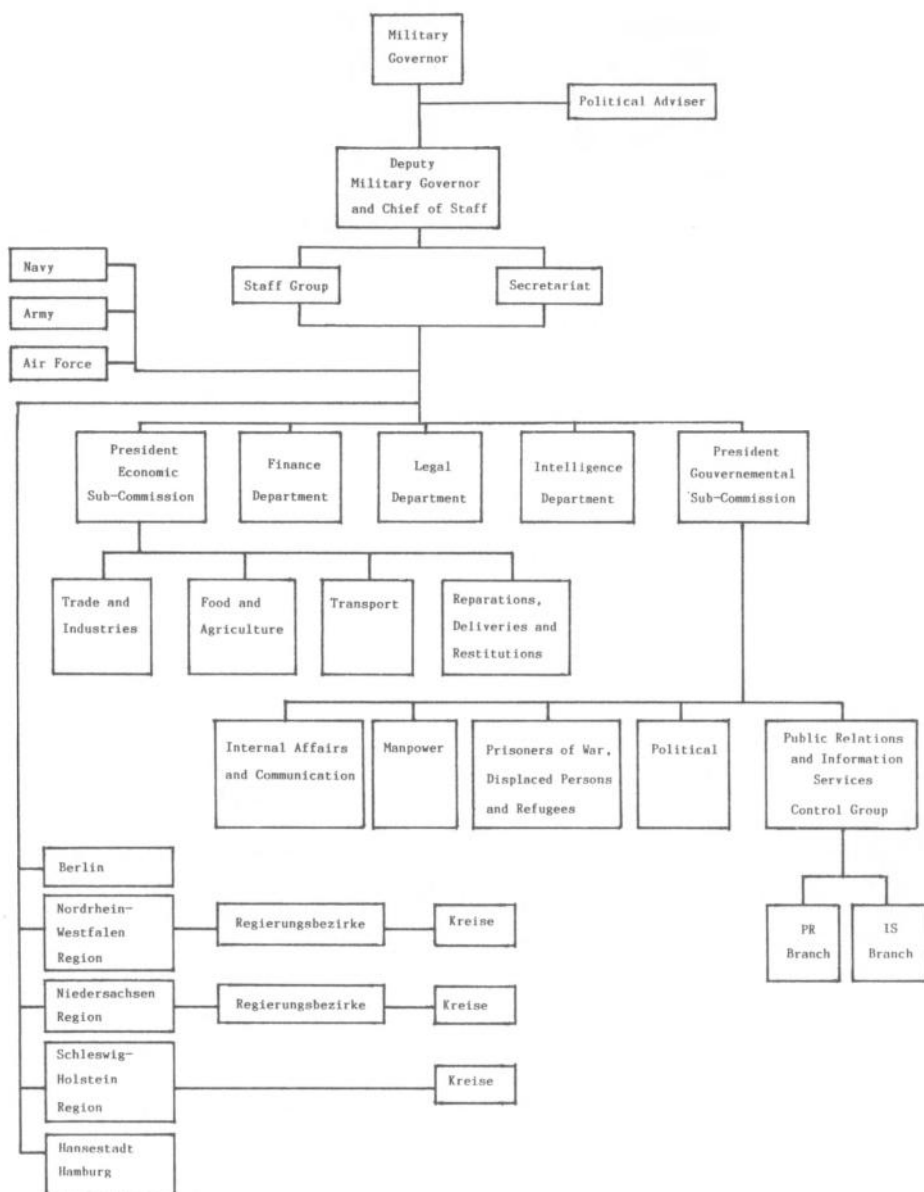 Military
Governor
Political Adviser
Deputy
Military Governor
and Chief of Staff
Navy
Army
Air Force
Staff Group
Secretariat
President
Economic
Sub-Commission
Finance
Department
Legal
Department
Intelligence
Department
President
Gouvernemental
Sub-Commission
Trade and
Industries
Food and
Agriculture
Transport
Reparations,
Deliveries and
Restitutions
Internal Affairs
and Communication
Manpower
Prisoners of War,
Displaced Persons
and Refugees
Political
Public Relations
and Information
Services
Control Group
PR
Branch
IS
Branch
Berlin
Nordrhein-
Westfalen
Region
Regierungsbezirke
Kreise
Niedersachsen
Region
Regierungsbezirke
Kreise
Schleswig-
Holstein
Region
Kreise
Hansestadt
Hamburg